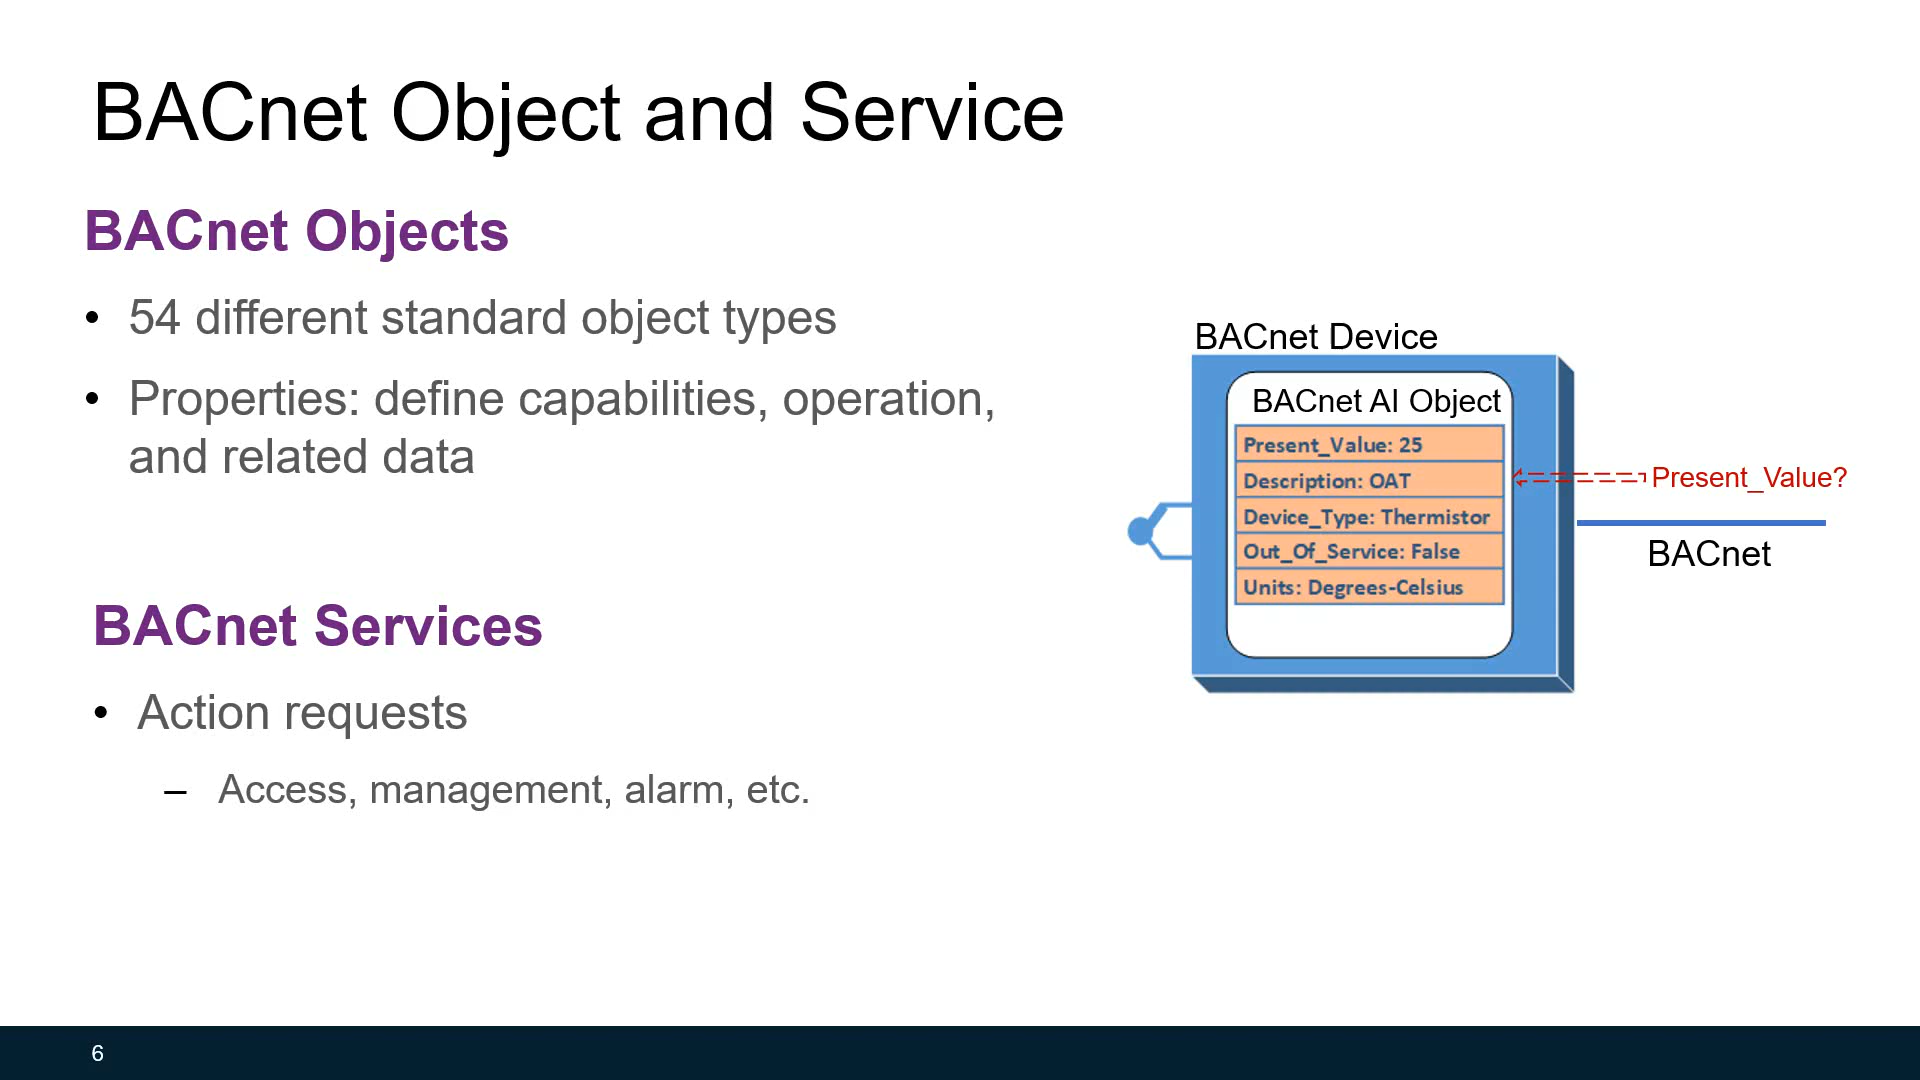 BACnet Object and Service
BACnet Objects
• 54 different standard object types
• Properties: define capabilities, operation,
and related data
BACnet Services
• Action requests
– Access, management, alarm, etc.
BACnet Device
BACnet AI Object
Present_Value: 25
Description: OAT
Device_Type: Thermistor
Out_Of_Service: False
Units: Degrees-Celsius
Present_Value?
BACnet
6